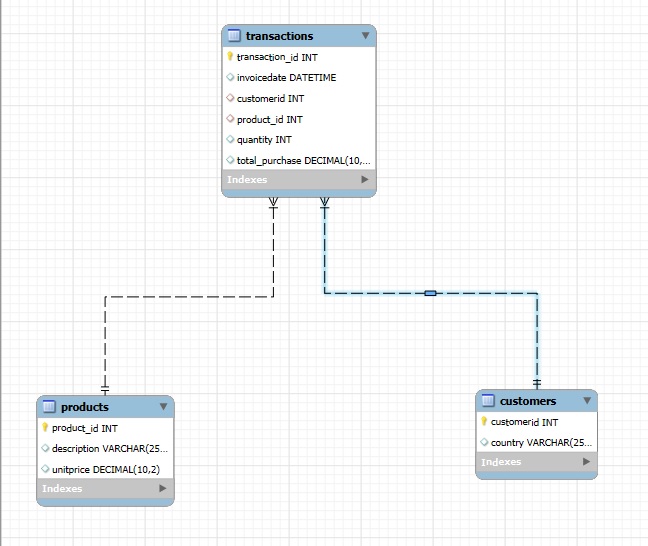 transactions
transaction_id INT
invoicedate DATETIME
customerid INT
product_id INT
quantity INT
total_purchase DECIMAL(10,...
Indexes
products
product_id INT
description VARCHAR(25...
unitprice DECIMAL(10,2)
Indexes
customers
customerid INT
country VARCHAR(25...
Indexes